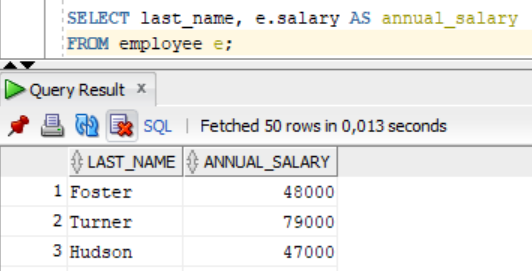 SELECT last_name, e.salary AS annual_salary
FROM employee e;
Query Result x
SQL | Fetched 50 rows in 0,013 seconds
LAST_NAME ANNUAL_SALARY
1 Foster 48000
2 Turner 79000
3 Hudson 47000